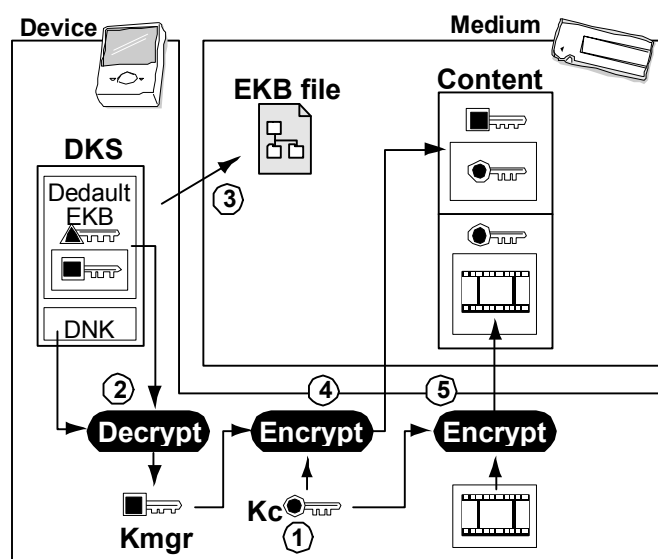 Device
Medium
EKB file
Content
DKS
Dedault
EKB
3
DNK
2
4
5
Decrypt
Encrypt
Encrypt
Kmgr
Kc
1